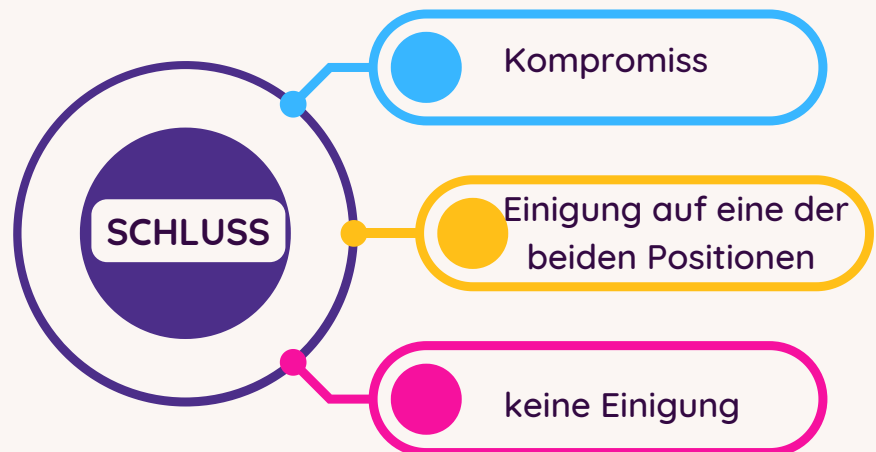 Kompromiss
SCHLUSS
Einigung auf eine der
beiden Positionen
keine Einigung